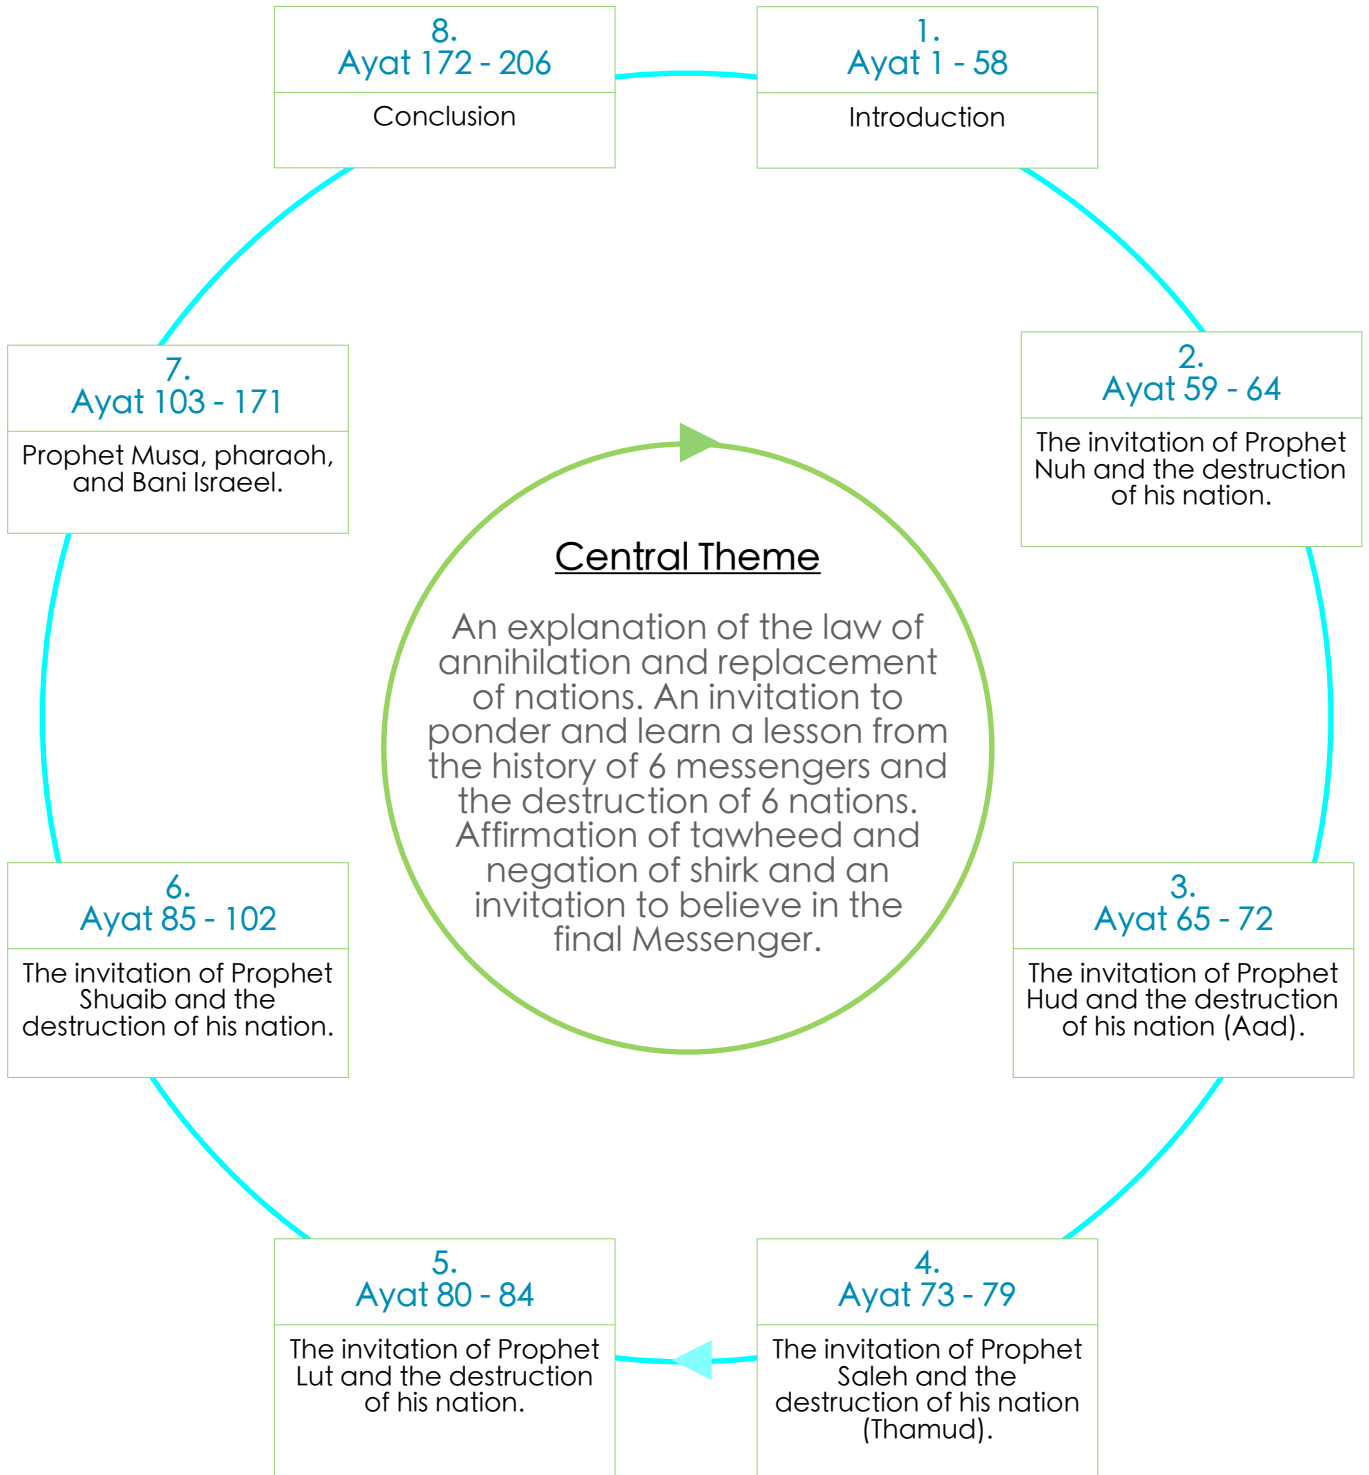 8.
Ayat 172 - 206
Conclusion
1.
Ayat 1 - 58
Introduction
7.
Ayat 103 - 171
Prophet Musa, pharaoh,
and Bani Israeel.
2.
Ayat 59 - 64
The invitation of Prophet
Nuh and the destruction
of his nation.
Central Theme
An explanation of the law of
annihilation and replacement
of nations. An invitation to
ponder and learn a lesson from
the history of 6 messengers and
the destruction of 6 nations.
Affirmation of tawheed and
negation of shirk and an
invitation to believe in the
final Messenger.
6.
Ayat 85 - 102
The invitation of Prophet
Shuaib and the
destruction of his nation.
3.
Ayat 65 - 72
The invitation of Prophet
Hud and the destruction
of his nation (Aad).
5.
Ayat 80 - 84
The invitation of Prophet
Lut and the destruction
of his nation.
4.
Ayat 73 - 79
The invitation of Prophet
Saleh and the
destruction of his nation
(Thamud).